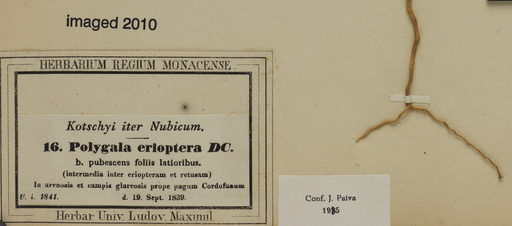 imaged 2010
HERBARIUM REGIUM MONACENSE.
Kotschyi iter Nubicum.
16. Polygala erioptera DC.
b. pubescens foliis latioribus.
(intermedia inter eriopteram et retusam)
In arenosis et campis glareosis prope pagum Cordofanum
U. i. 1841. d. 19. Sept. 1839.
Herbar Univ. Ludov. Maximil
Conf. J. Paiva
1985